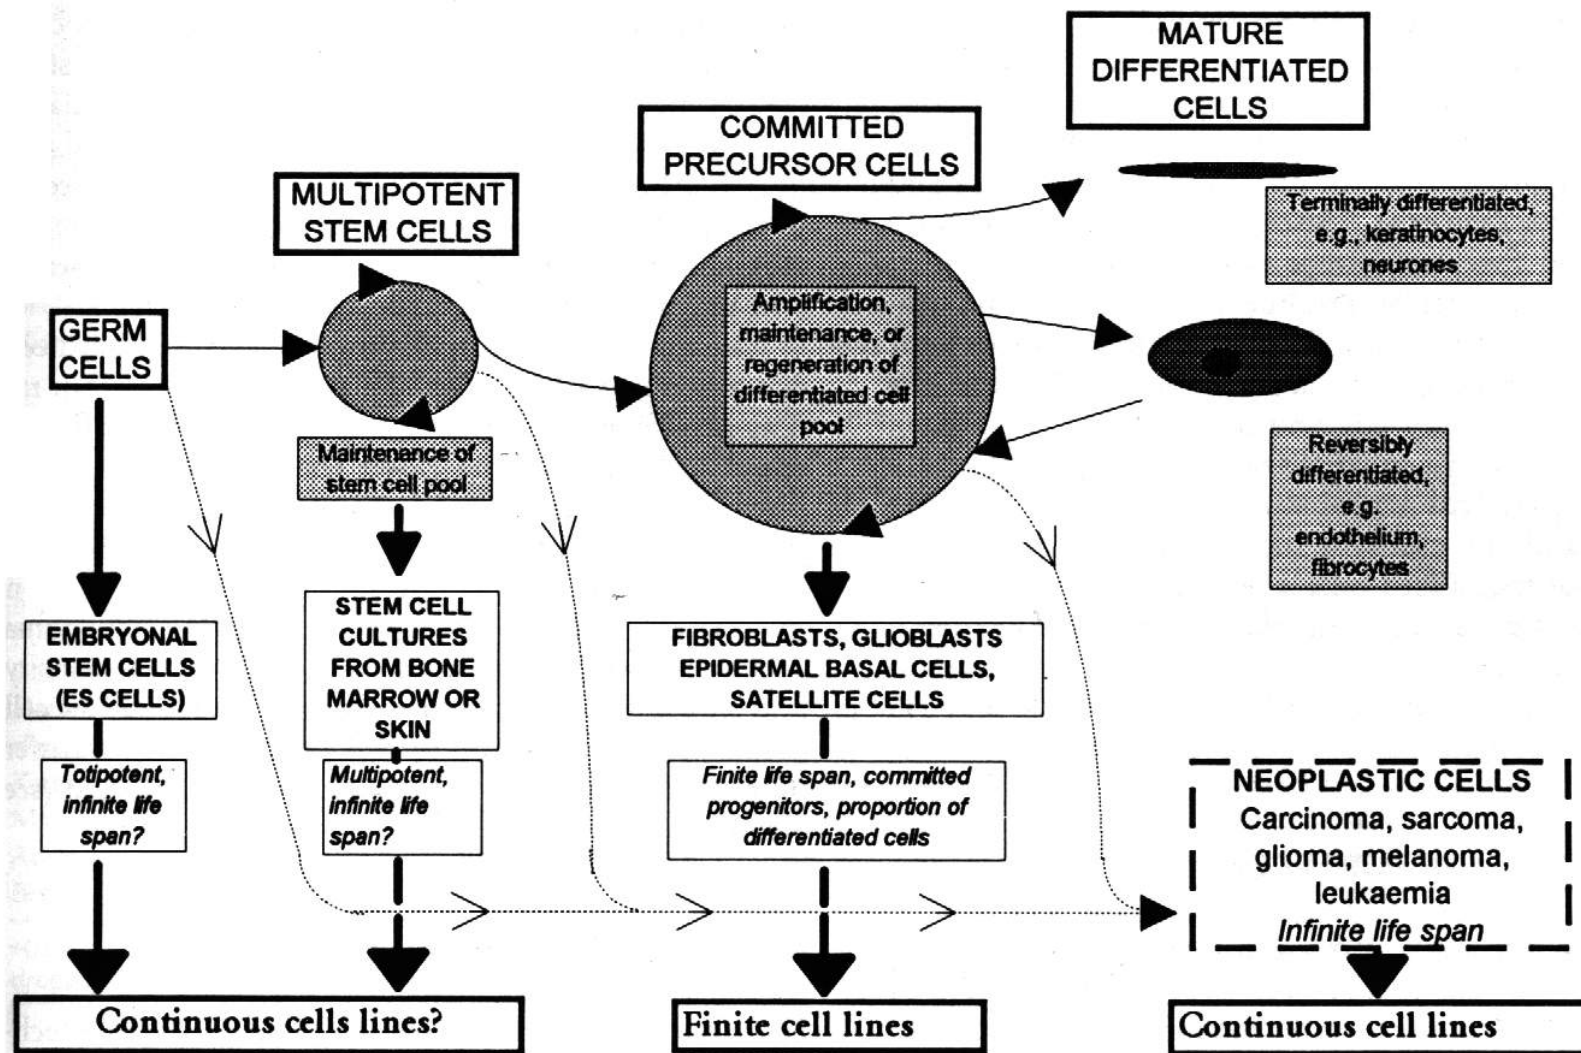 MATURE
DIFFERENTIATED
CELLS
COMMITTED
PRECURSOR CELLS
MULTIPOTENT
STEM CELLS
Terminally differentiated,
e.g., keratinocytes,
neurones
GERM
CELLS
Amplification,
maintenance, or
regeneration of
differentiated cell
pool
Maintenance of
stem cell pool
Reversibly
differentiated,
e.g.
endothelium,
fibrocytes
EMBRYONAL
STEM CELLS
(ES CELLS)
STEM CELL
CULTURES
FROM BONE
MARROW OR
SKIN
FIBROBLASTS, GLIOBLASTS
EPIDERMAL BASAL CELLS,
SATELLITE CELLS
Totipotent,
infinite life
span?
Multipotent,
infinite life
span?
Finite life span, committed
progenitors, proportion of
differentiated cells
NEOPLASTIC CELLS
Carcinoma, sarcoma,
glioma, melanoma,
leukaemia
Infinite life span
Continuous cells lines?
Finite cell lines
Continuous cell lines